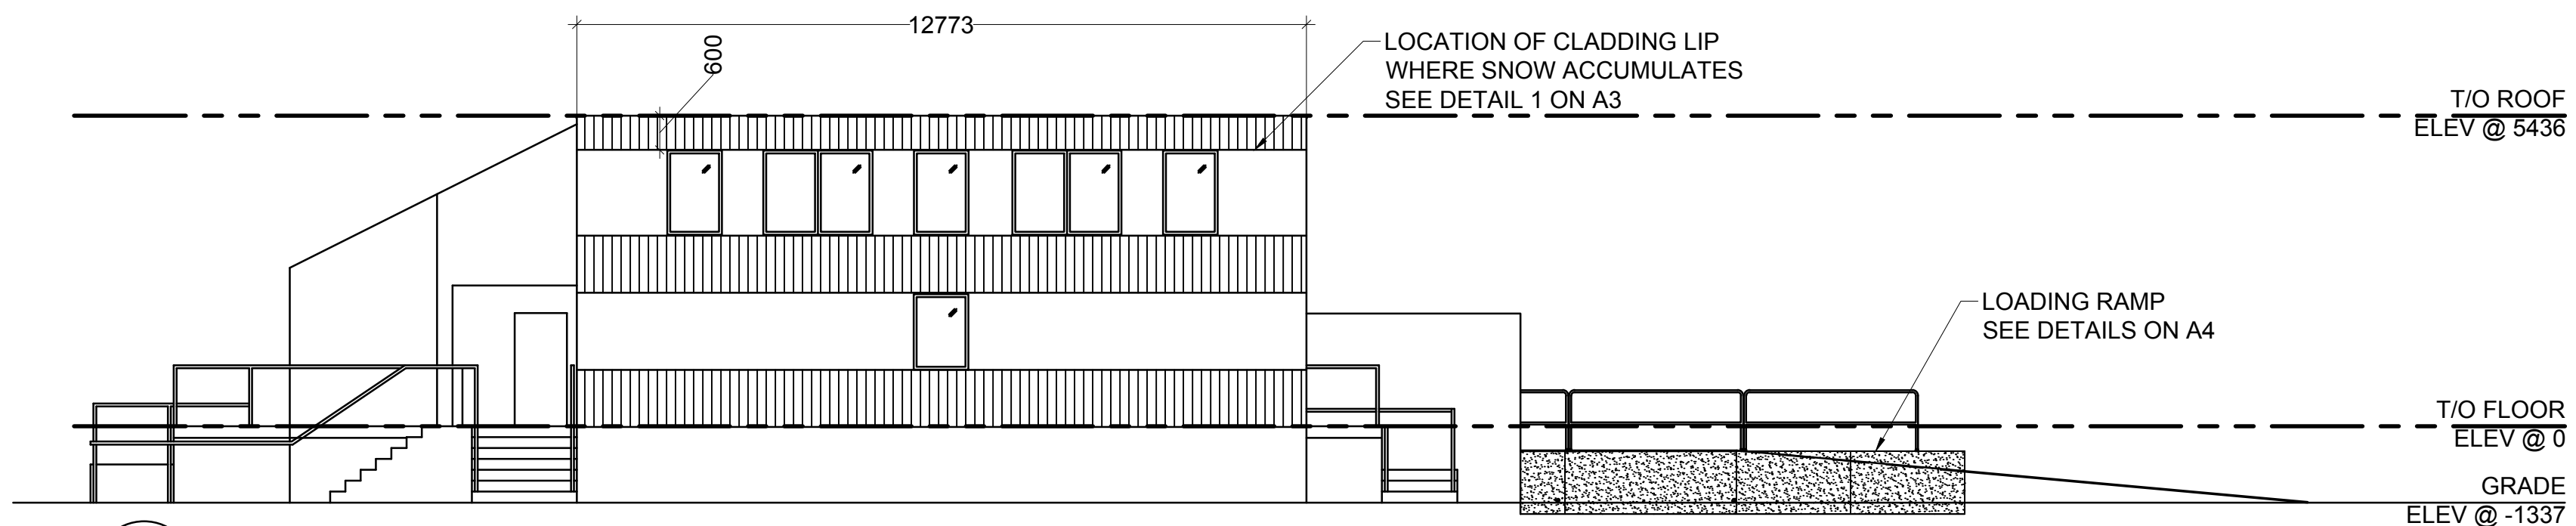 12773
600
LOCATION OF CLADDING LIP
WHERE SNOW ACCUMULATES
SEE DETAIL 1 ON A3
T/O ROOF
ELEV @ 5436
LOADING RAMP
SEE DETAILS ON A4
T/O FLOOR
ELEV @ 0
GRADE
ELEV @ -1337